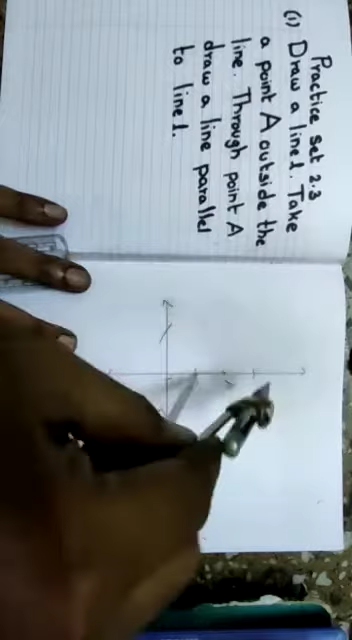 Practice set 2.3
(1) Draw a line l. Take
a point A outside the
line. Through point A
draw a line parallel
to line l.